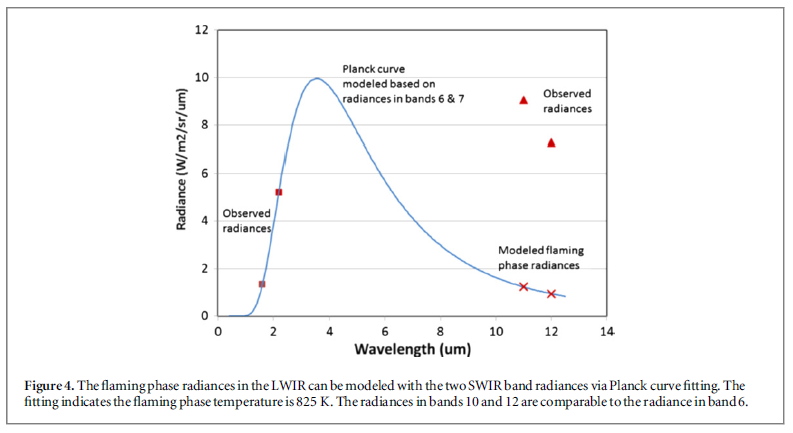 12
10
8
6
4
2
0
Radiance (W/m2/sr/um)
Planck curve
modeled based on
radiances in bands 6 & 7
Observed
radiances
Observed
radiances
Modeled flaming
phase radiances
0 2 4 6 8 10 12 14
Wavelength (um)
Figure 4. The flaming phase radiances in the LWIR can be modeled with the two SWIR band radiances via Planck curve fitting. The
fitting indicates the flaming phase temperature is 825 K. The radiances in bands 10 and 12 are comparable to the radiance in band 6.